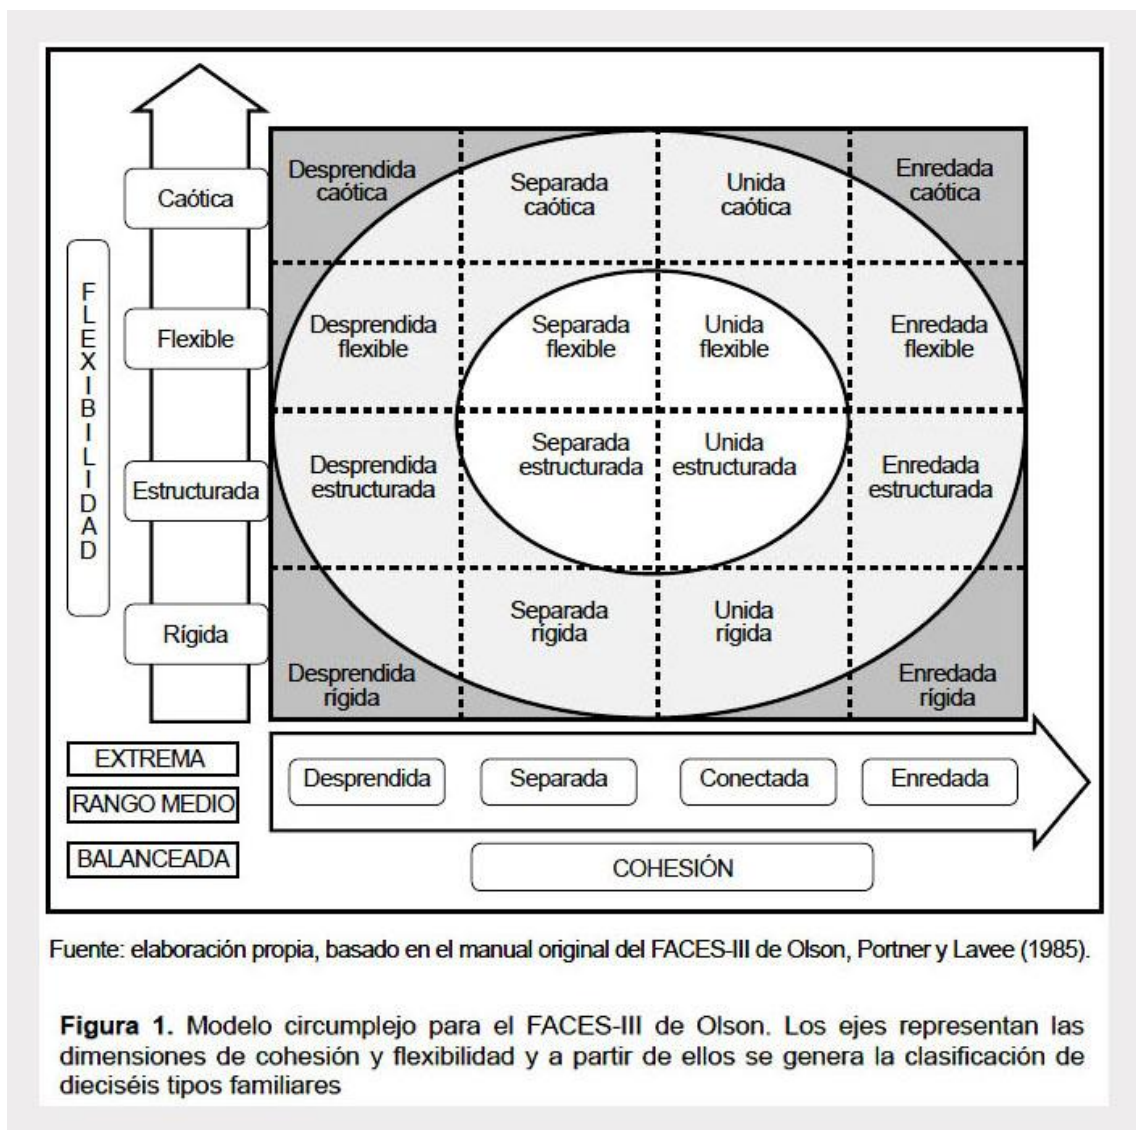 FLEXIBILIDAD
Caótica
Flexible
Estructurada
Rígida
Desprendida
caótica
Separada
caótica
Unida
caótica
Enredada
caótica
Desprendida
flexible
Separada
flexible
Unida
flexible
Enredada
flexible
Desprendida
estructurada
Separada
estructurada
Unida
estructurada
Enredada
estructurada
Desprendida
rígida
Separada
rígida
Unida
rígida
Enredada
rígida
EXTREMA
RANGO MEDIO
BALANCEADA
Desprendida
Separada
Conectada
Enredada
COHESIÓN
Fuente: elaboración propia, basado en el manual original del FACES-III de Olson, Portner y Lavee (1985).
Figura 1. Modelo circumplejo para el FACES-III de Olson. Los ejes representan las
dimensiones de cohesión y flexibilidad y a partir de ellos se genera la clasificación de
dieciséis tipos familiares